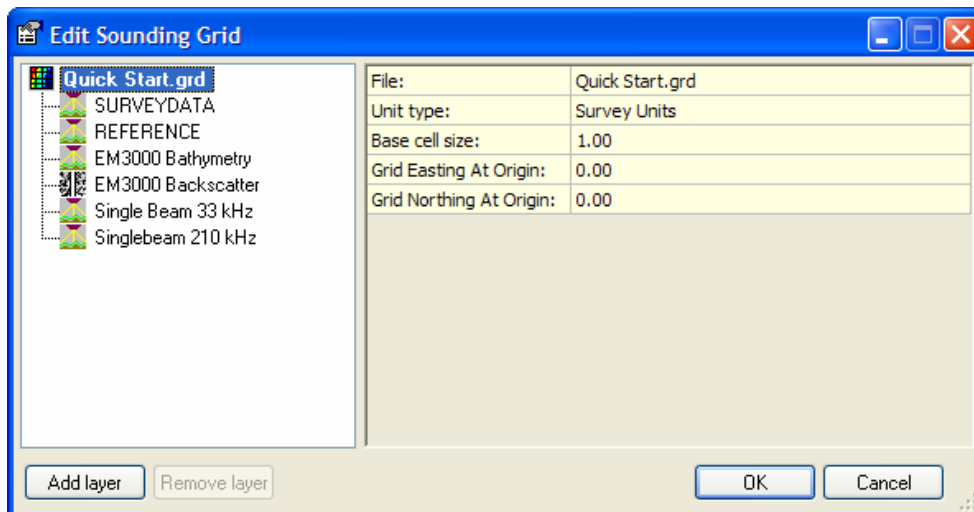 Edit Sounding Grid
Quick Start.grd
SURVEYDATA
REFERENCE
EM3000 Bathymetry
EM3000 Backscatter
Single Beam 33 kHz
Singlebeam 210 kHz
File: Quick Start.grd
Unit type: Survey Units
Base cell size: 1.00
Grid Easting At Origin: 0.00
Grid Northing At Origin: 0.00
Add layer Remove layer OK Cancel